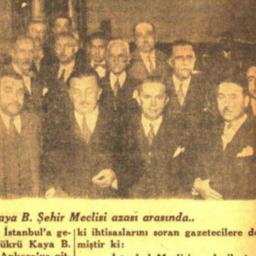 aya B. Şehir Meclisi azası arasında..
İstanbul'a ge-
ükrü Kaya B.
ki ihtisaslarını soran gazetecilere de
miştir ki: